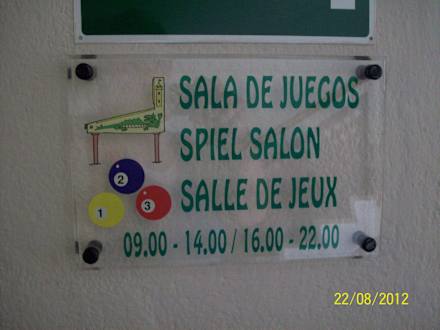 SALA DE JUEGOS
SPIEL SALON
SALLE DE JEUX
2
1
3
09.00 - 14.00 / 16.00 - 22.00
22/08/2012